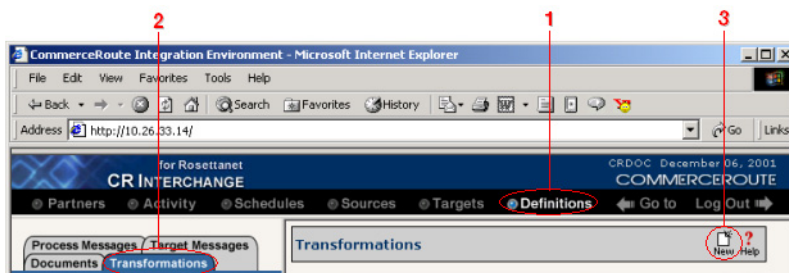 2 1 3
CommerceRoute Integration Environment - Microsoft Internet Explorer
File Edit View Favorites Tools Help
Back Search Favorites History
Address http://10.26.33.14/ Go Links
for Rosettanet CRDOC December 06, 2001
CR INTERCHANGE COMMERCEROUTE
Partners Activity Schedules Sources Targets Definitions Go to Log Out
Process Messages Target Messages
Documents Transformations
Transformations New Help